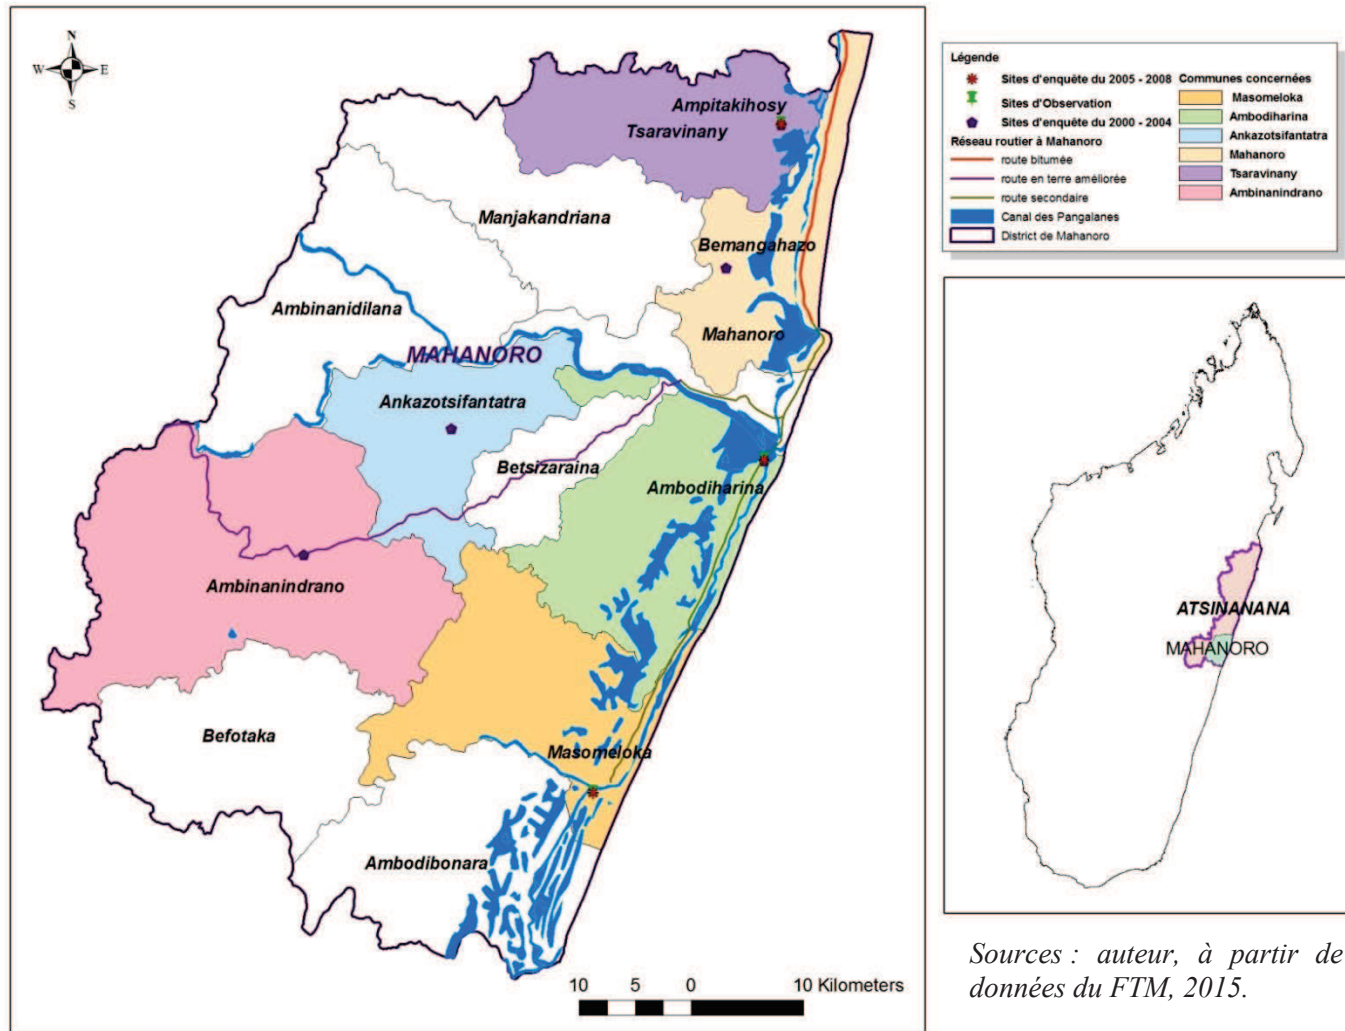 N
W E
S
Ampitakihosy
Tsaravinany
Manjakandriana
Bemangahazo
Ambinanidilana
Mahanoro
MAHANORO
Ankazotsifantatra
Betsizaraina
Ambodiharina
Ambinanindrano
Befotaka
Masomeloka
Ambodibonara
10 5 0 10 Kilometers
Légende
Sites d'enquête du 2005 - 2008
Sites d'Observation
Sites d'enquête du 2000 - 2004
Réseau routier à Mahanoro
route bitumée
route en terre améliorée
route secondaire
Canal des Pangalanes
District de Mahanoro
Communes concernées
Masomeloka
Ambodiharina
Ankazotsifantatra
Mahanoro
Tsaravinany
Ambinanindrano
ATSINANANA
MAHANORO
Sources : auteur, à partir de
données du FTM, 2015.